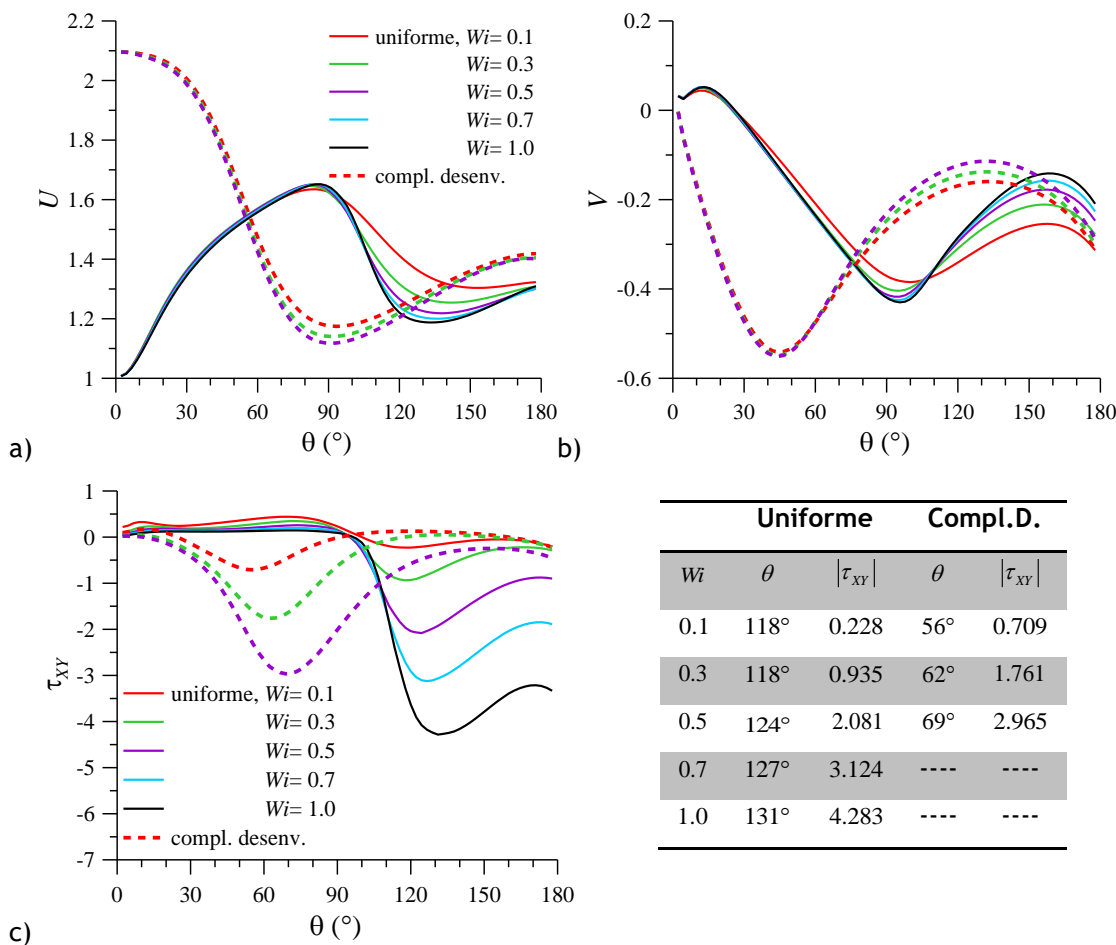 2.2
2
1.8
1.6
1.4
1.2
1
U
uniforme, Wi= 0.1
Wi= 0.3
Wi= 0.5
Wi= 0.7
Wi= 1.0
compl. desenv.
0 30 60 90 120 150 180
θ (°)
a)
0.2
0
-0.2
-0.4
-0.6
V
0 30 60 90 120 150 180
θ (°)
b)
1
0
-1
-2
-3
-4
-5
-6
-7
τXY
uniforme, Wi= 0.1
Wi= 0.3
Wi= 0.5
Wi= 0.7
Wi= 1.0
compl. desenv.
0 30 60 90 120 150 180
θ (°)
c)
Uniforme Compl.D.
Wi θ |τXY| θ |τXY|
0.1 118° 0.228 56° 0.709
0.3 118° 0.935 62° 1.761
0.5 124° 2.081 69° 2.965
0.7 127° 3.124 ---- ----
1.0 131° 4.283 ---- ----